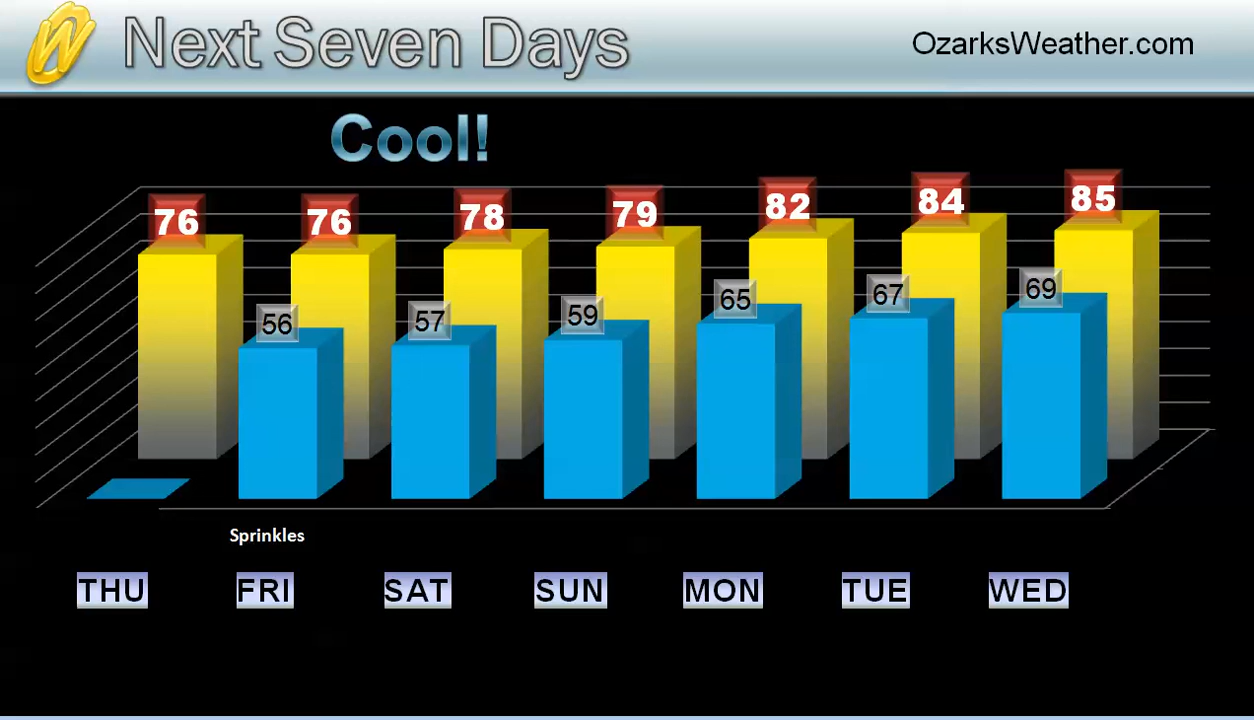 Next Seven Days
OzarksWeather.com
Cool!
76 76 78 79 82 84 85
56 57 59 65 67 69
Sprinkles
THU FRI SAT SUN MON TUE WED